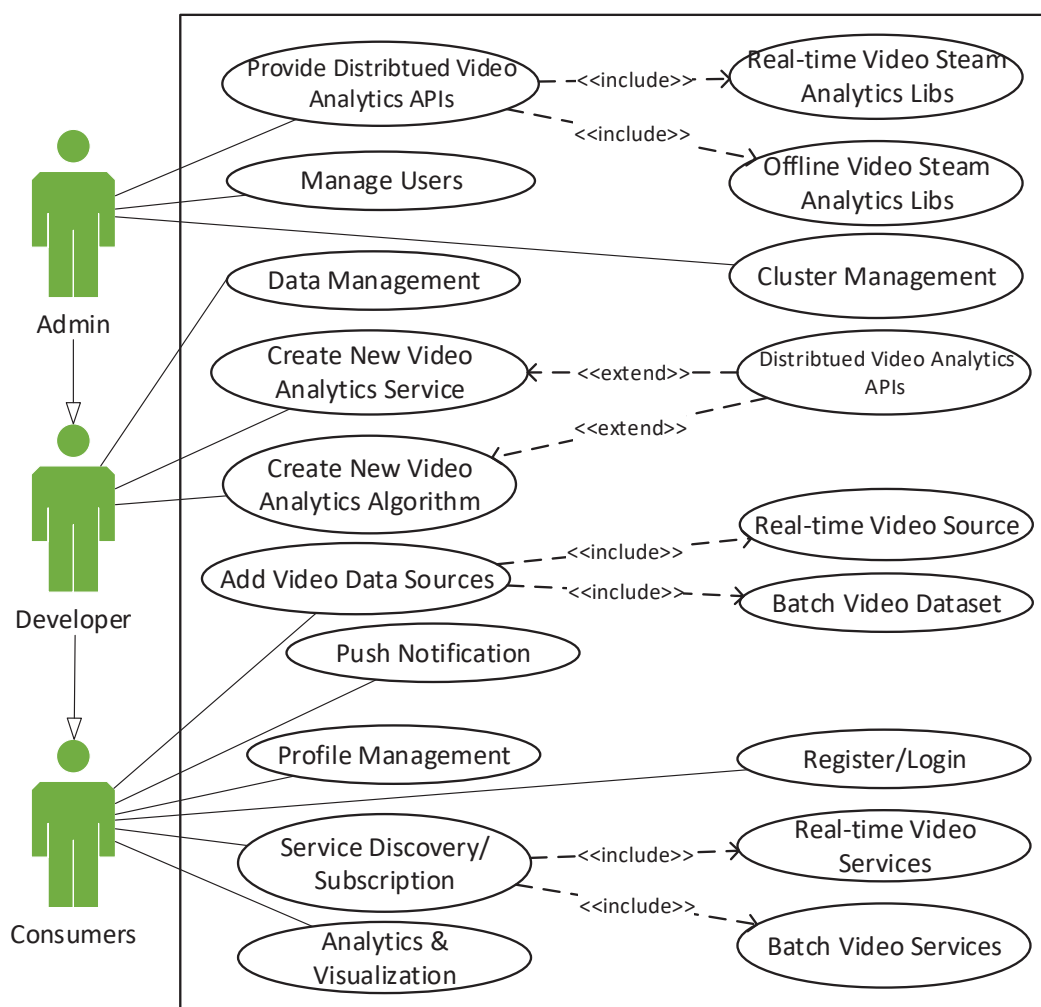 Provide Distribtued Video
Analytics APIs
<<include>>
Real-time Video Steam
Analytics Libs
<<include>>
Offline Video Steam
Analytics Libs
Manage Users
Admin
Data Management
Cluster Management
Create New Video
Analytics Service
<<extend>>
Distribtued Video Analytics
APIs
<<extend>>
Create New Video
Analytics Algorithm
Real-time Video Source
<<include>>
Add Video Data Sources
<<include>>
Batch Video Dataset
Developer
Push Notification
Profile Management
Register/Login
Service Discovery/
Subscription
<<include>>
Real-time Video
Services
<<include>>
Batch Video Services
Consumers
Analytics &
Visualization